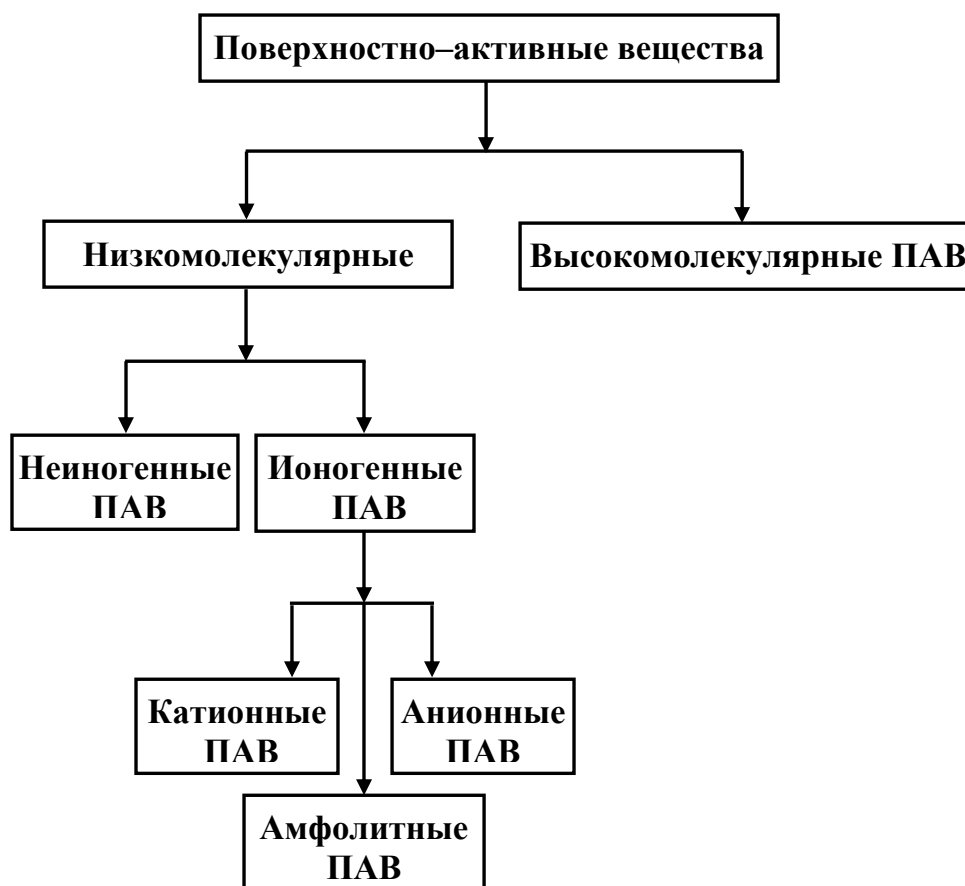 Поверхностно–активные вещества
Низкомолекулярные
Высокомолекулярные ПАВ
Неиногенные
ПАВ
Ионогенные
ПАВ
Катионные
ПАВ
Анионные
ПАВ
Амфолитные
ПАВ